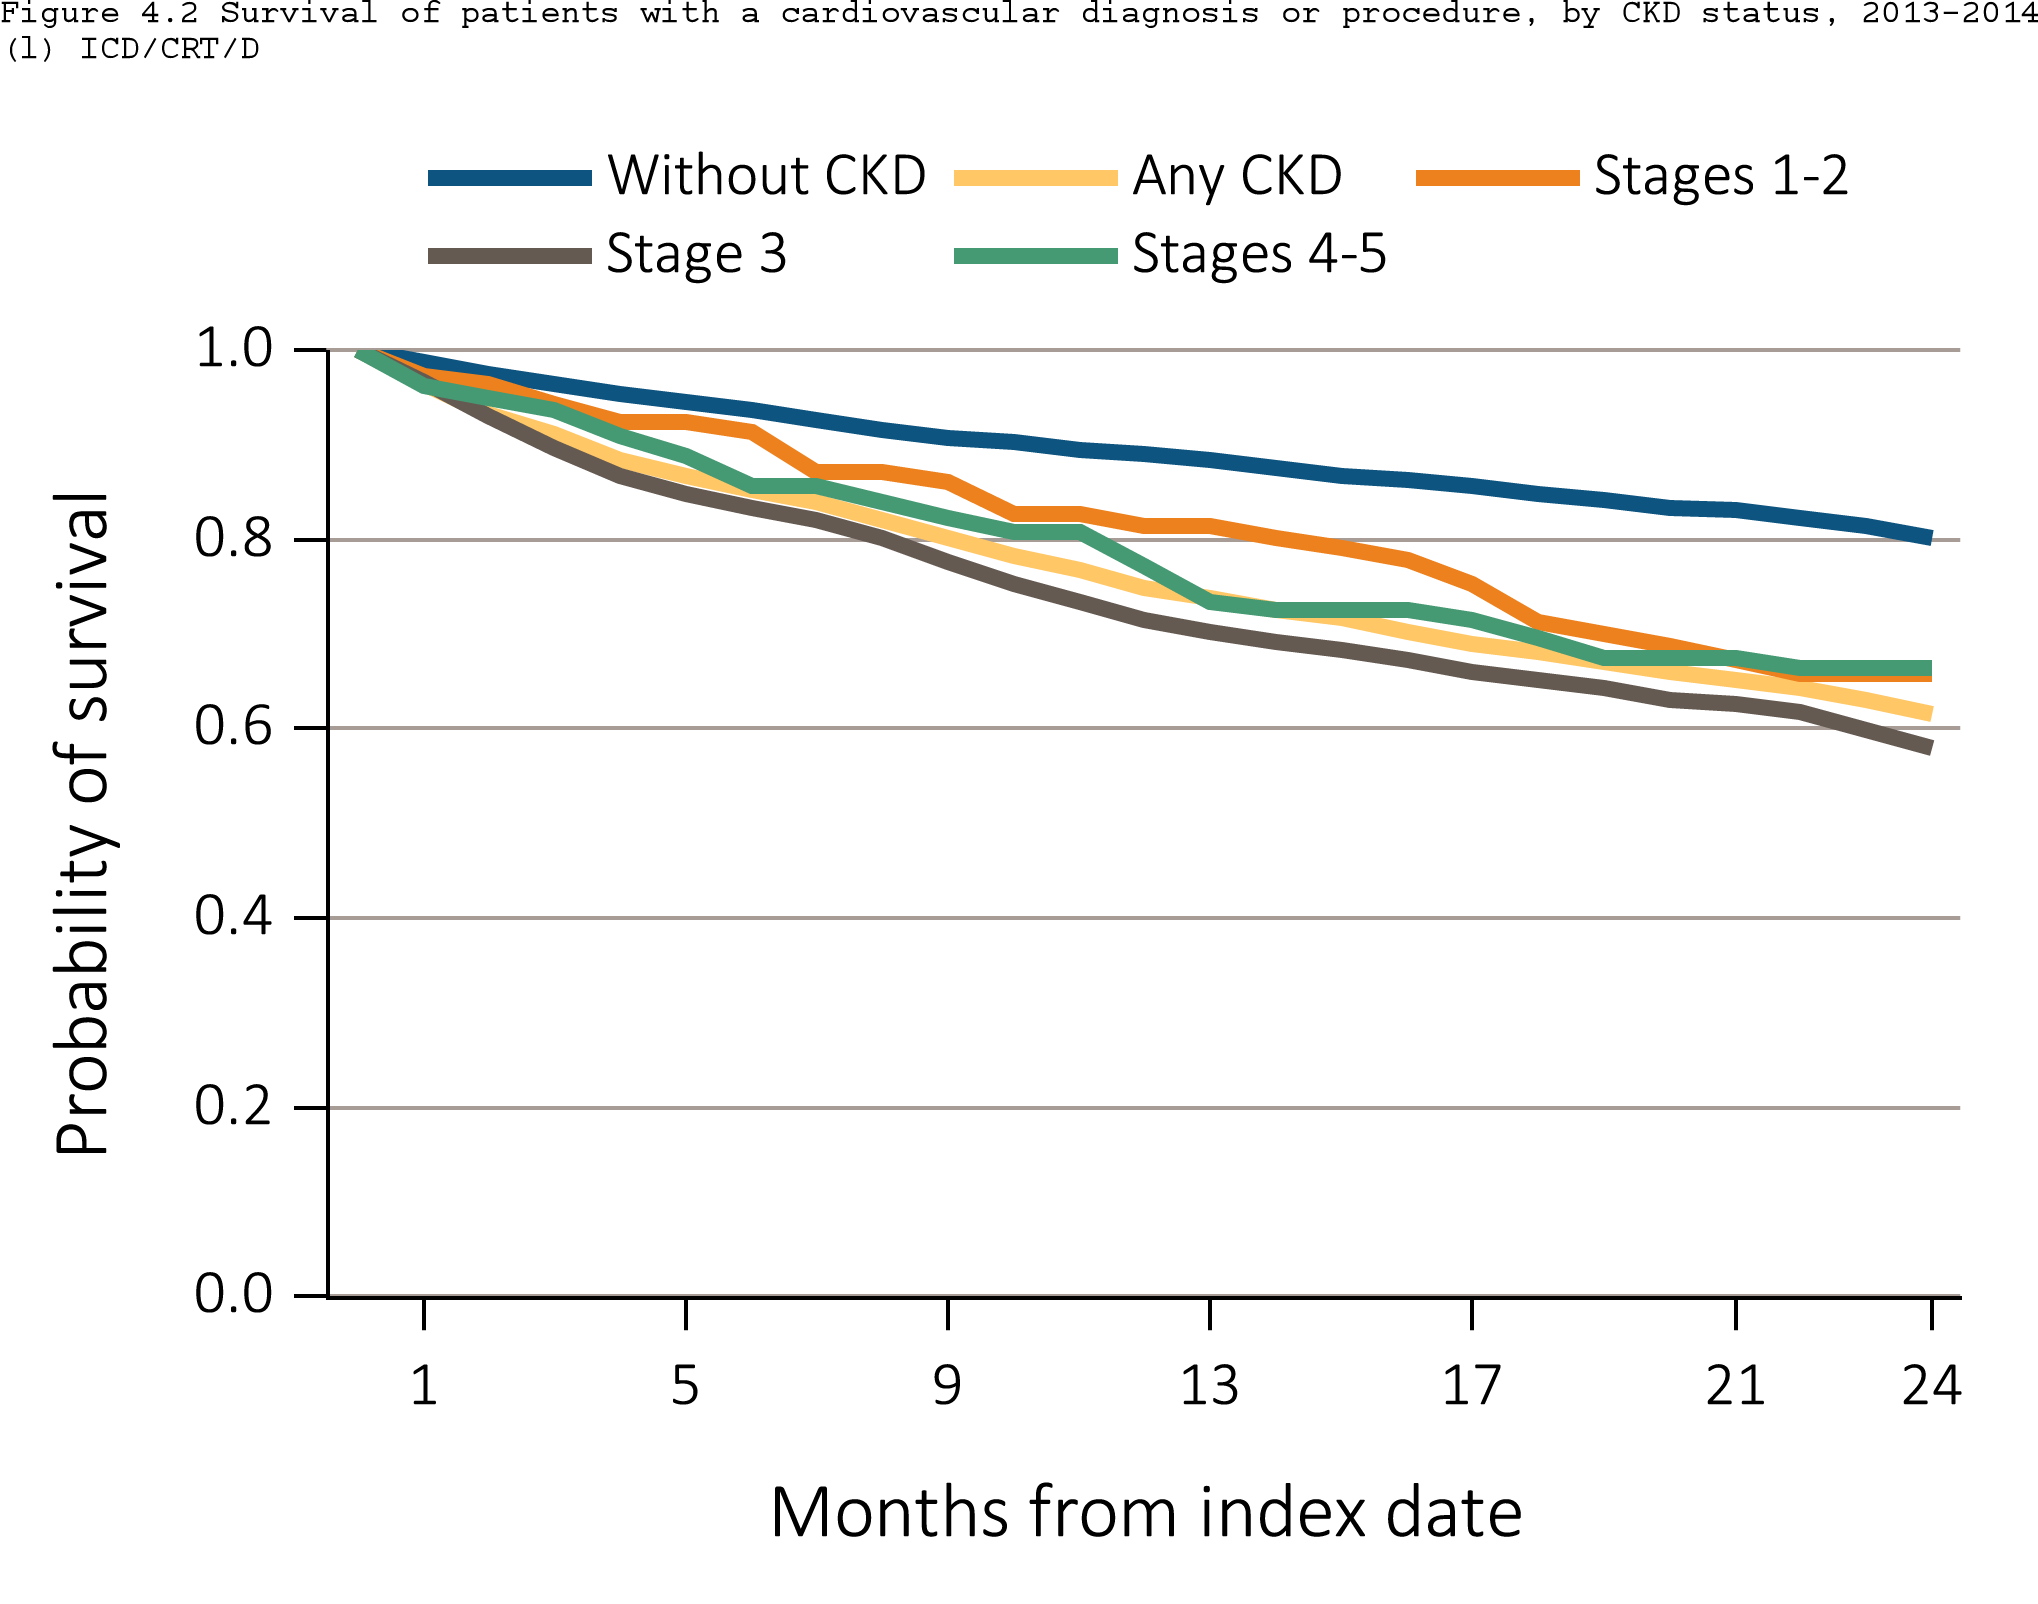 Figure 4.2 Survival of patients with a cardiovascular diagnosis or procedure, by CKD status, 2013-2014
(l) ICD/CRT/D
Without CKD Any CKD Stages 1-2
Stage 3 Stages 4-5
1.0
0.8
0.6
0.4
0.2
0.0
Probability of survival
1 5 9 13 17 21 24
Months from index date